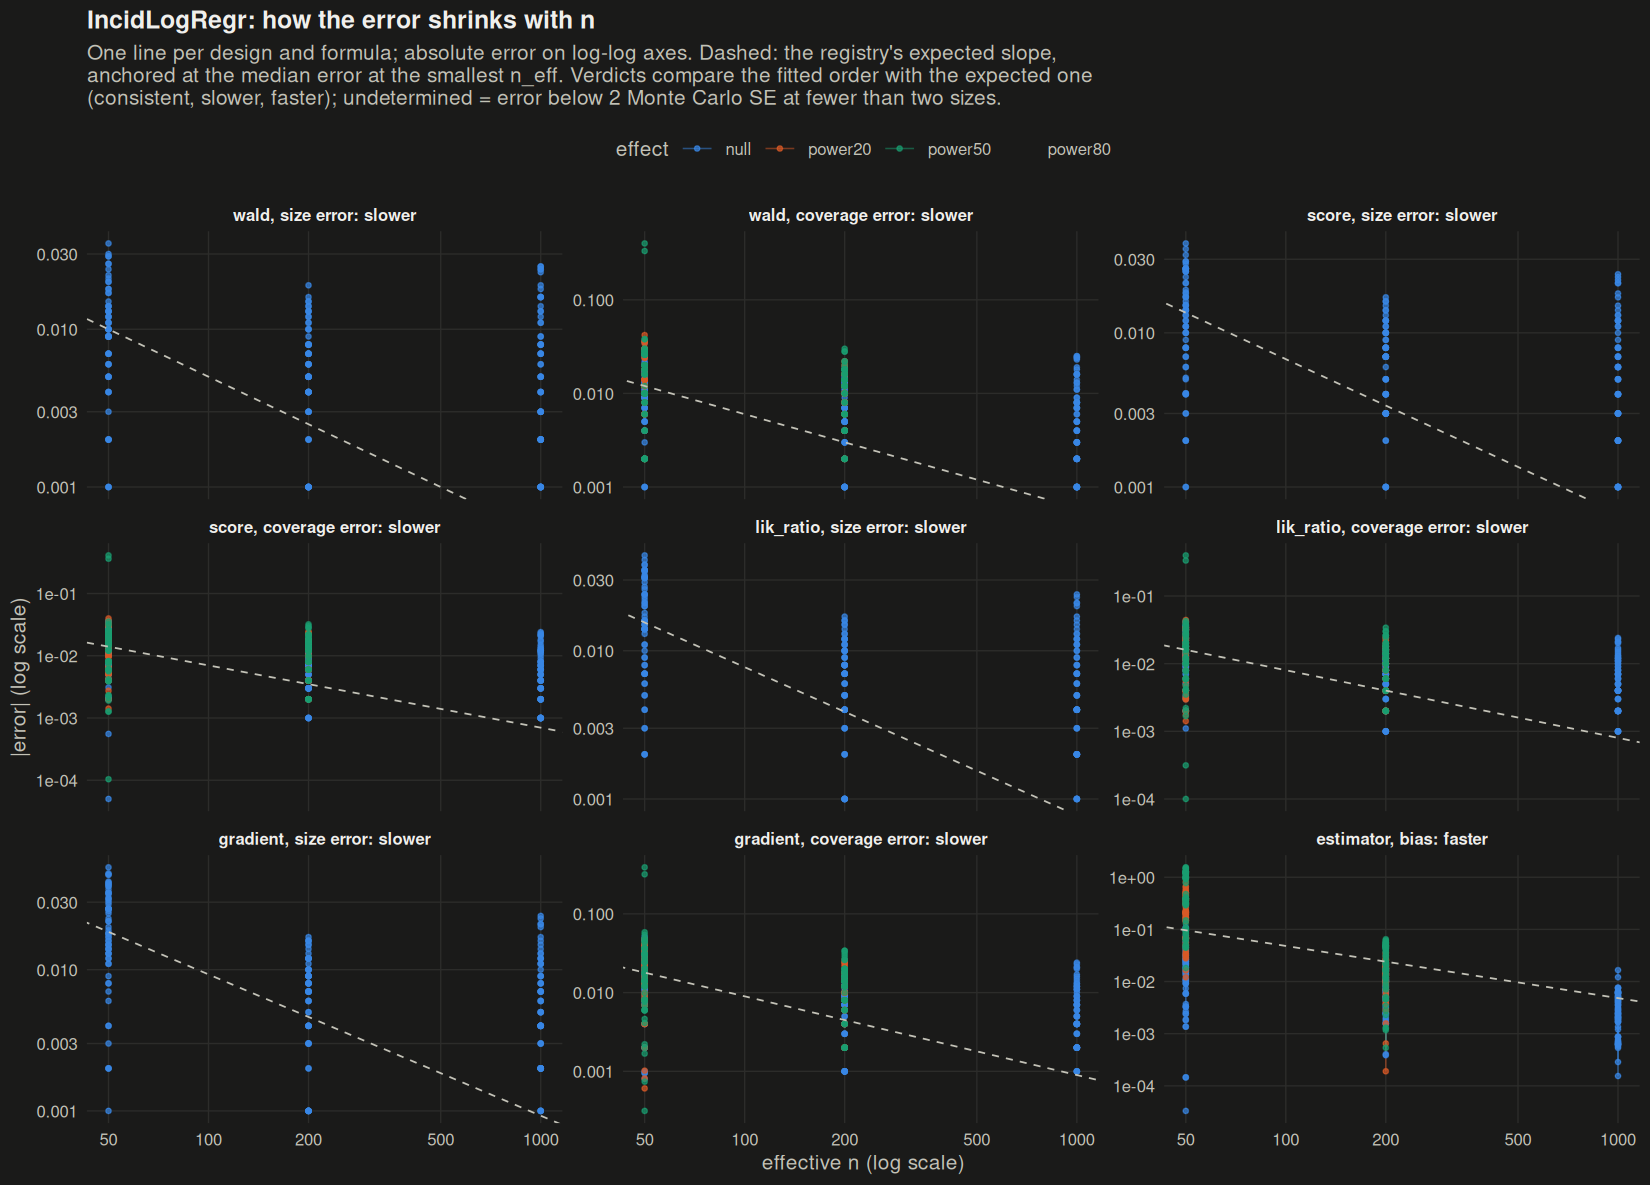 IncidLogRegr: how the error shrinks with n
One line per design and formula; absolute error on log-log axes. Dashed: the registry's expected slope,
anchored at the median error at the smallest n_eff. Verdicts compare the fitted order with the expected one
(consistent, slower, faster); undetermined = error below 2 Monte Carlo SE at fewer than two sizes.
effect null power20 power50 power80
wald, size error: slower
0.030
0.010
0.003
0.001
wald, coverage error: slower
0.100
0.010
0.001
score, size error: slower
0.030
0.010
0.003
0.001
score, coverage error: slower
1e-01
1e-02
1e-03
1e-04
lik_ratio, size error: slower
0.030
0.010
0.003
0.001
lik_ratio, coverage error: slower
1e-01
1e-02
1e-03
1e-04
gradient, size error: slower
0.030
0.010
0.003
0.001
50 100 200 500 1000
gradient, coverage error: slower
0.100
0.010
0.001
50 100 200 500 1000
estimator, bias: faster
1e+00
1e-01
1e-02
1e-03
1e-04
50 100 200 500 1000
|error| (log scale)
effective n (log scale)